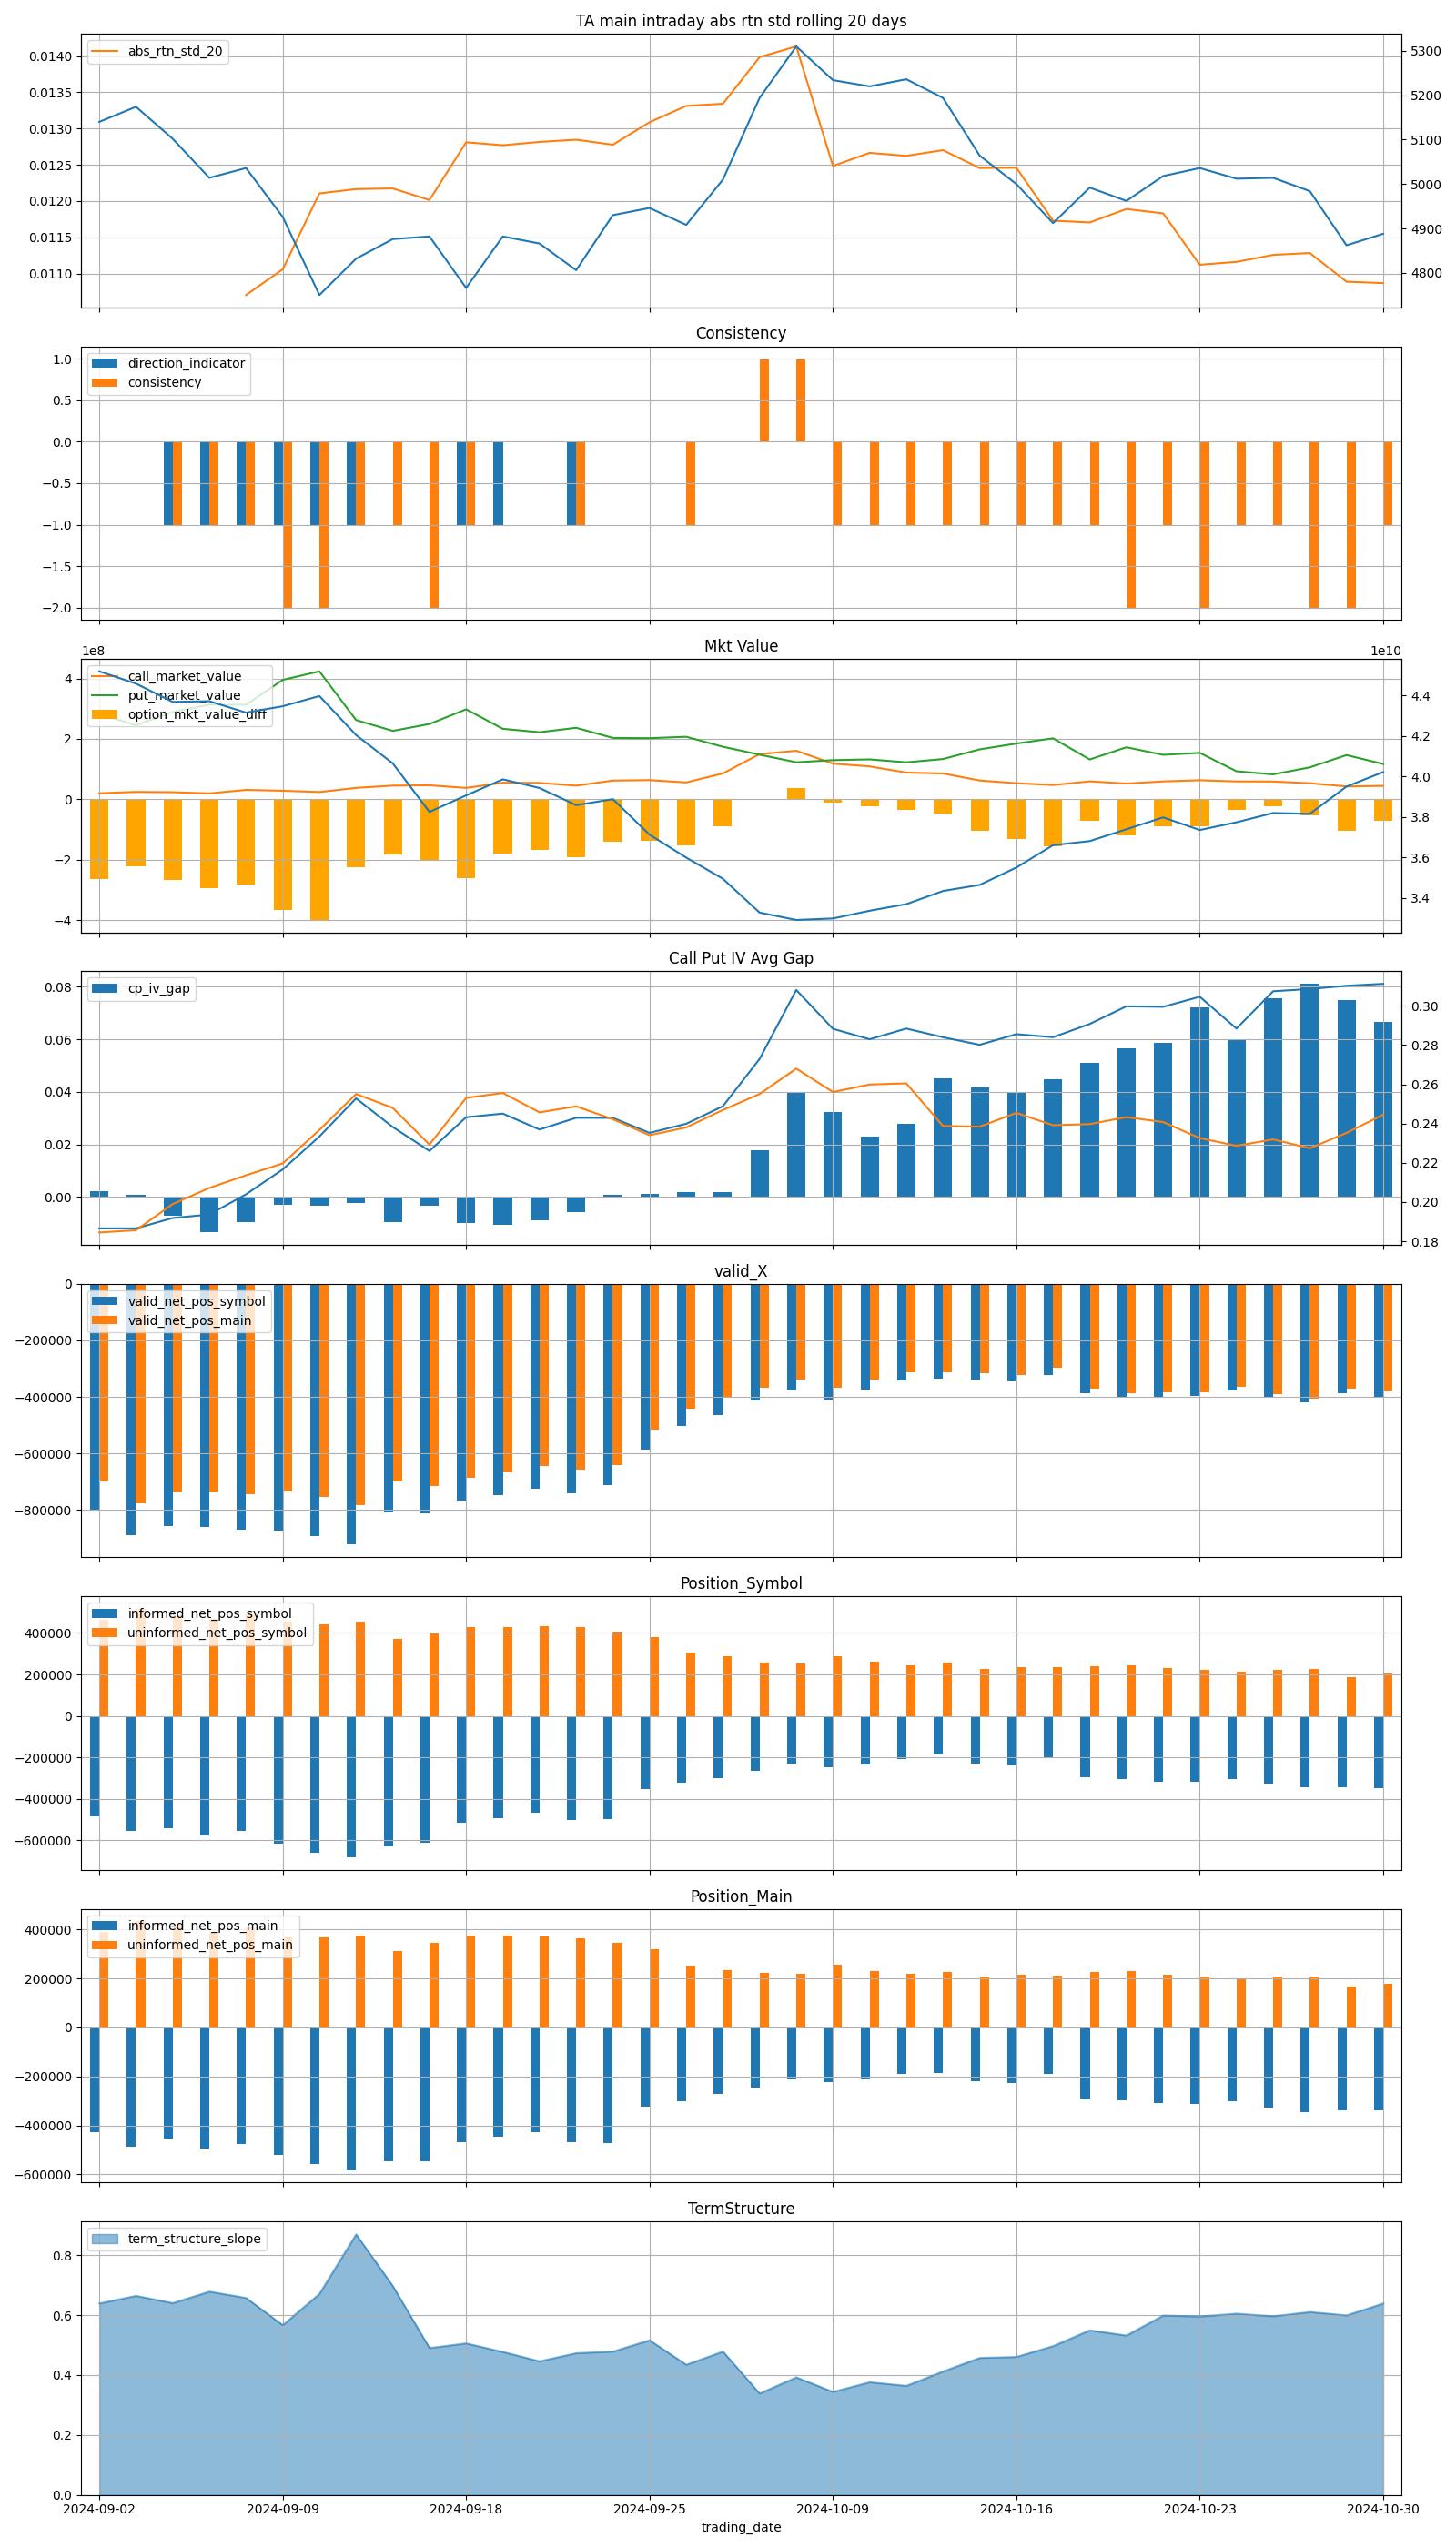 TA main intraday abs rtn std rolling 20 days
abs_rtn_std_20
0.0140
0.0135
0.0130
0.0125
0.0120
0.0115
0.0110
5300
5200
5100
5000
4900
4800
Consistency
direction_indicator
consistency
1.0
0.5
0.0
−0.5
−1.0
−1.5
−2.0
Mkt Value
1e8
1e10
call_market_value
put_market_value
option_mkt_value_diff
4
2
0
−2
−4
4.4
4.2
4.0
3.8
3.6
3.4
Call Put IV Avg Gap
cp_iv_gap
0.08
0.06
0.04
0.02
0.00
0.30
0.28
0.26
0.24
0.22
0.20
0.18
valid_X
valid_net_pos_symbol
valid_net_pos_main
0
−200000
−400000
−600000
−800000
Position_Symbol
informed_net_pos_symbol
uninformed_net_pos_symbol
400000
200000
0
−200000
−400000
−600000
Position_Main
informed_net_pos_main
uninformed_net_pos_main
400000
200000
0
−200000
−400000
−600000
TermStructure
term_structure_slope
0.8
0.6
0.4
0.2
0.0
2024-09-02
2024-09-09
2024-09-18
2024-09-25
2024-10-09
2024-10-16
2024-10-23
2024-10-30
trading_date